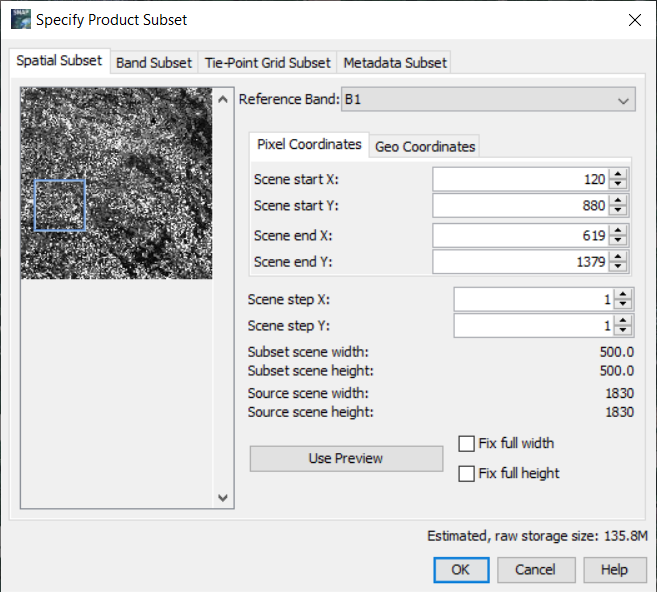 SNAP
Specify Product Subset
Spatial Subset Band Subset Tie-Point Grid Subset Metadata Subset
Reference Band: B1
Pixel Coordinates Geo Coordinates
Scene start X: 120
Scene start Y: 880
Scene end X: 619
Scene end Y: 1379
Scene step X: 1
Scene step Y: 1
Subset scene width: 500.0
Subset scene height: 500.0
Source scene width: 1830
Source scene height: 1830
Use Preview
Fix full width
Fix full height
Estimated, raw storage size: 135.8M
OK Cancel Help